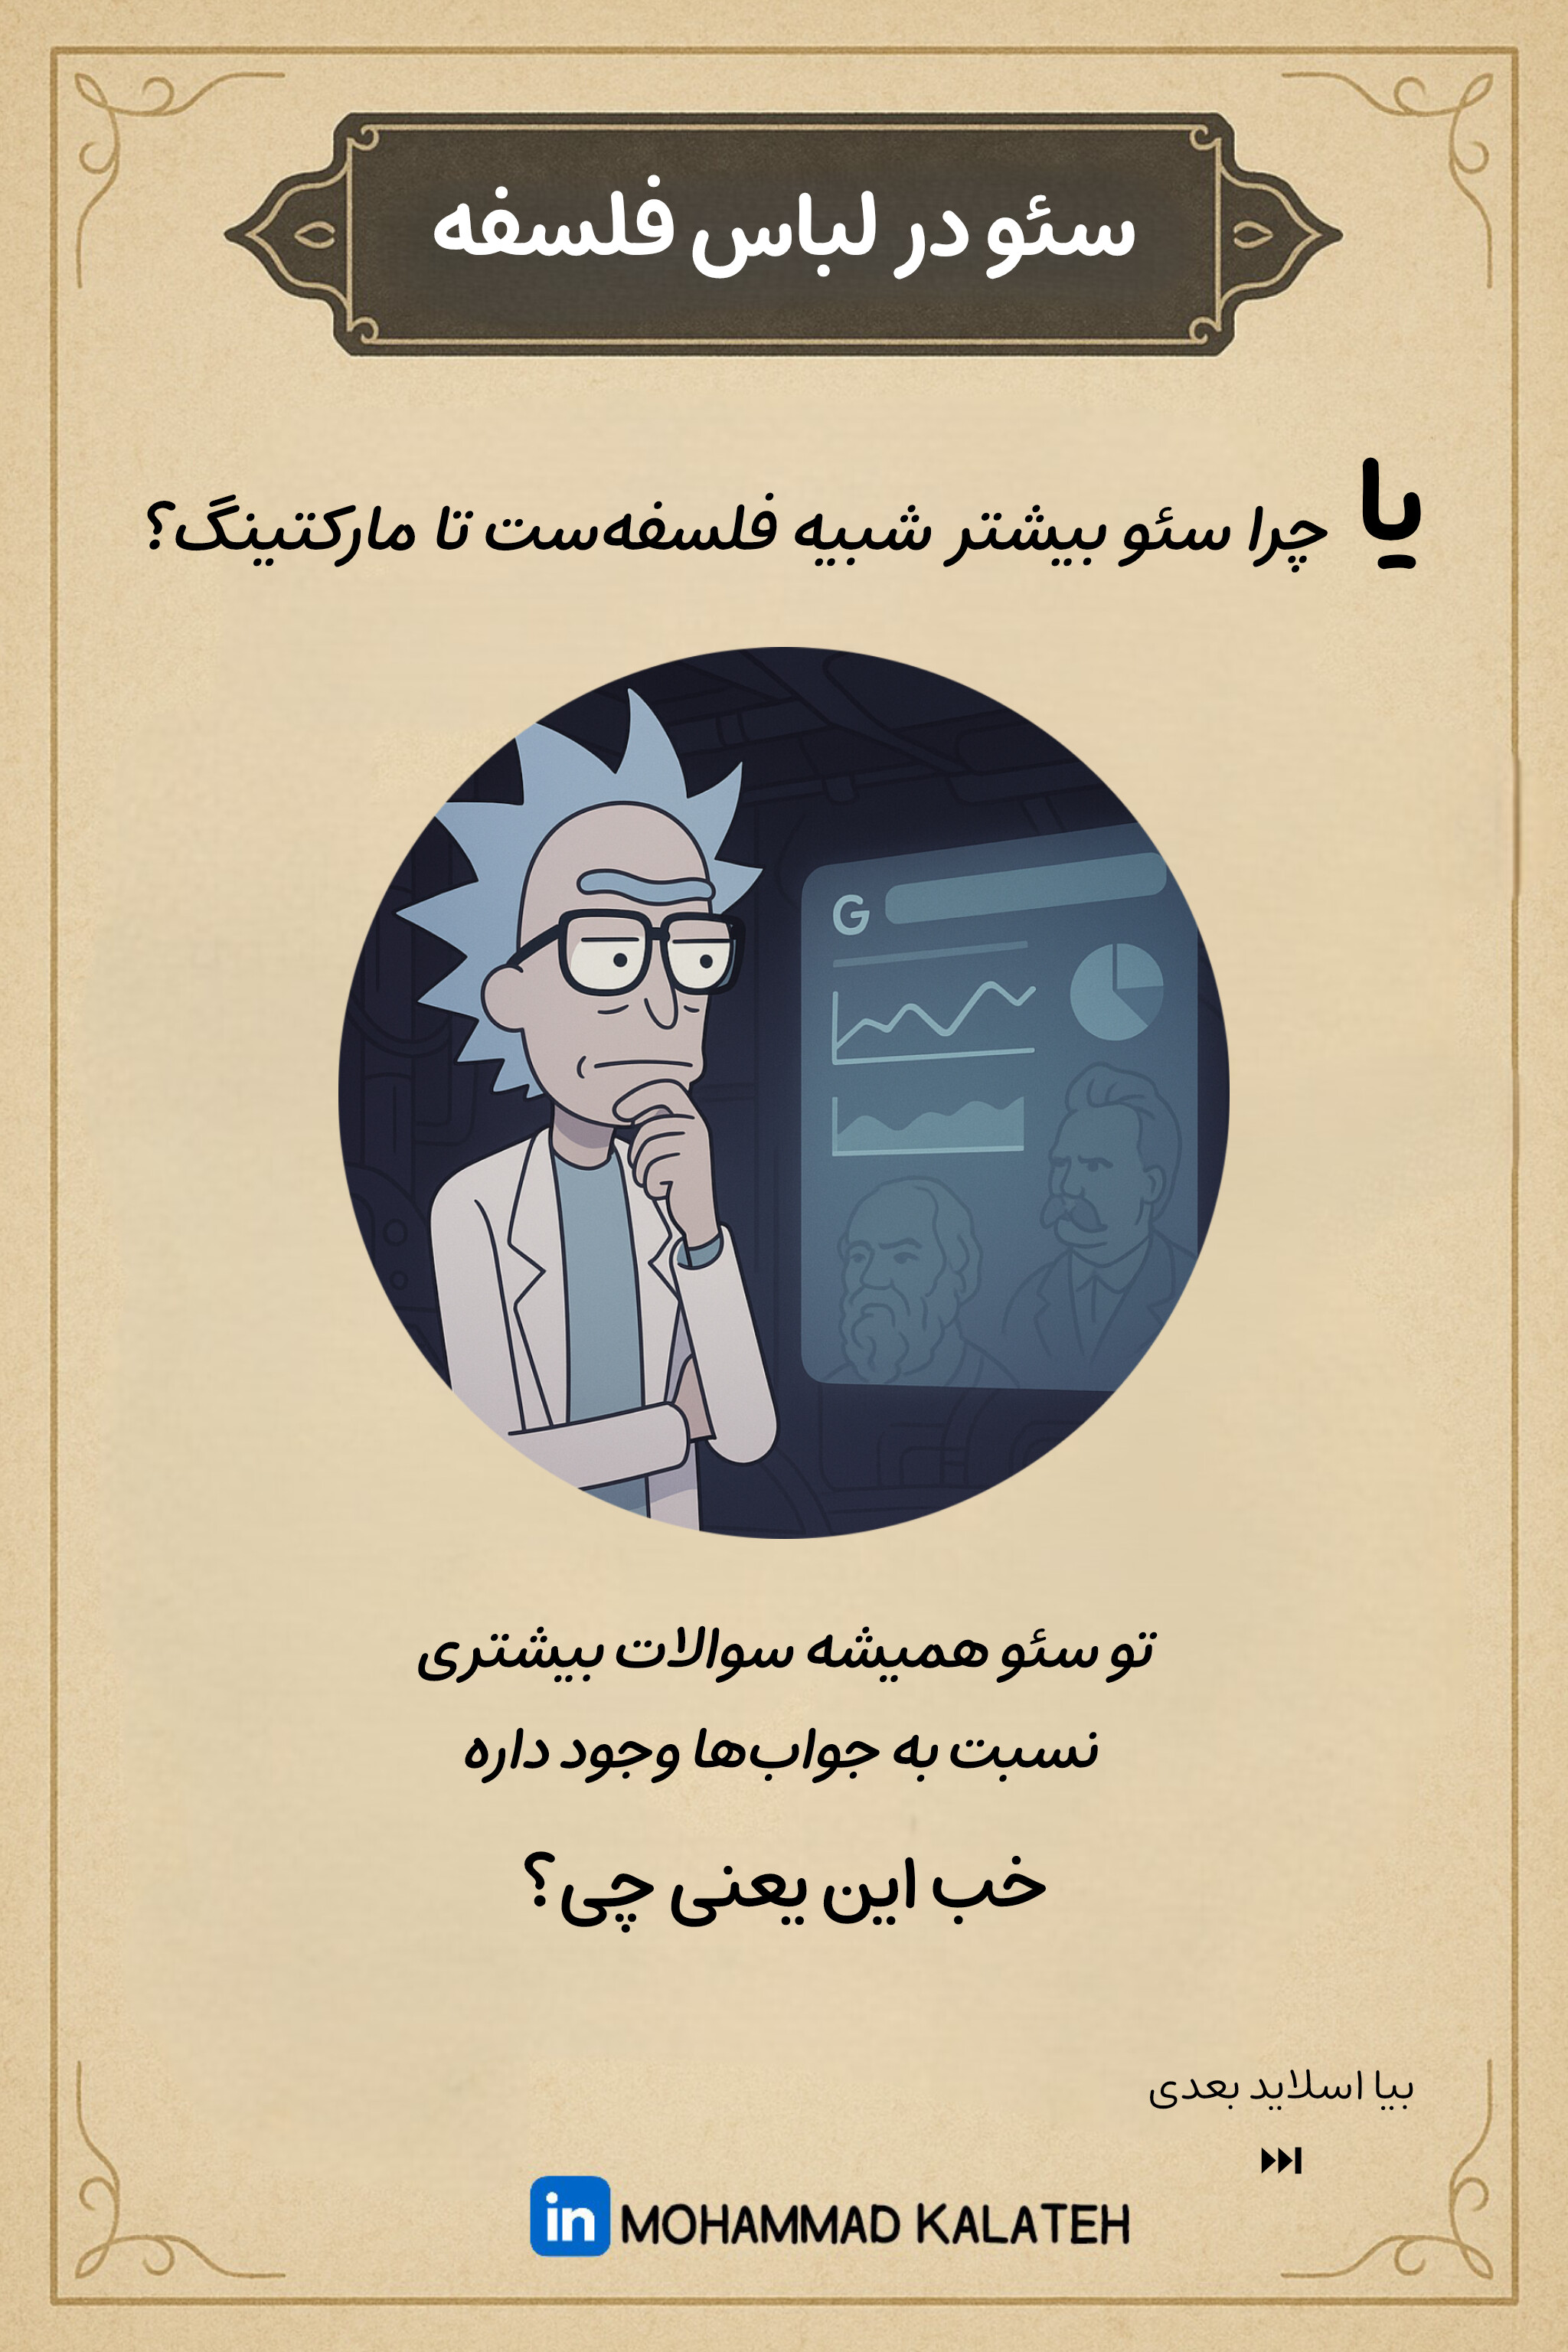 سئو در لباس فلسفه
یا چرا سئو بیشتر شبیه فلسفه‌ست تا مارکتینگ؟
G
تو سئو همیشه سوالات بیشتری
نسبت به جواب‌ها وجود داره
خب این یعنی چی؟
بیا اسلاید بعدی
in MOHAMMAD KALATEH